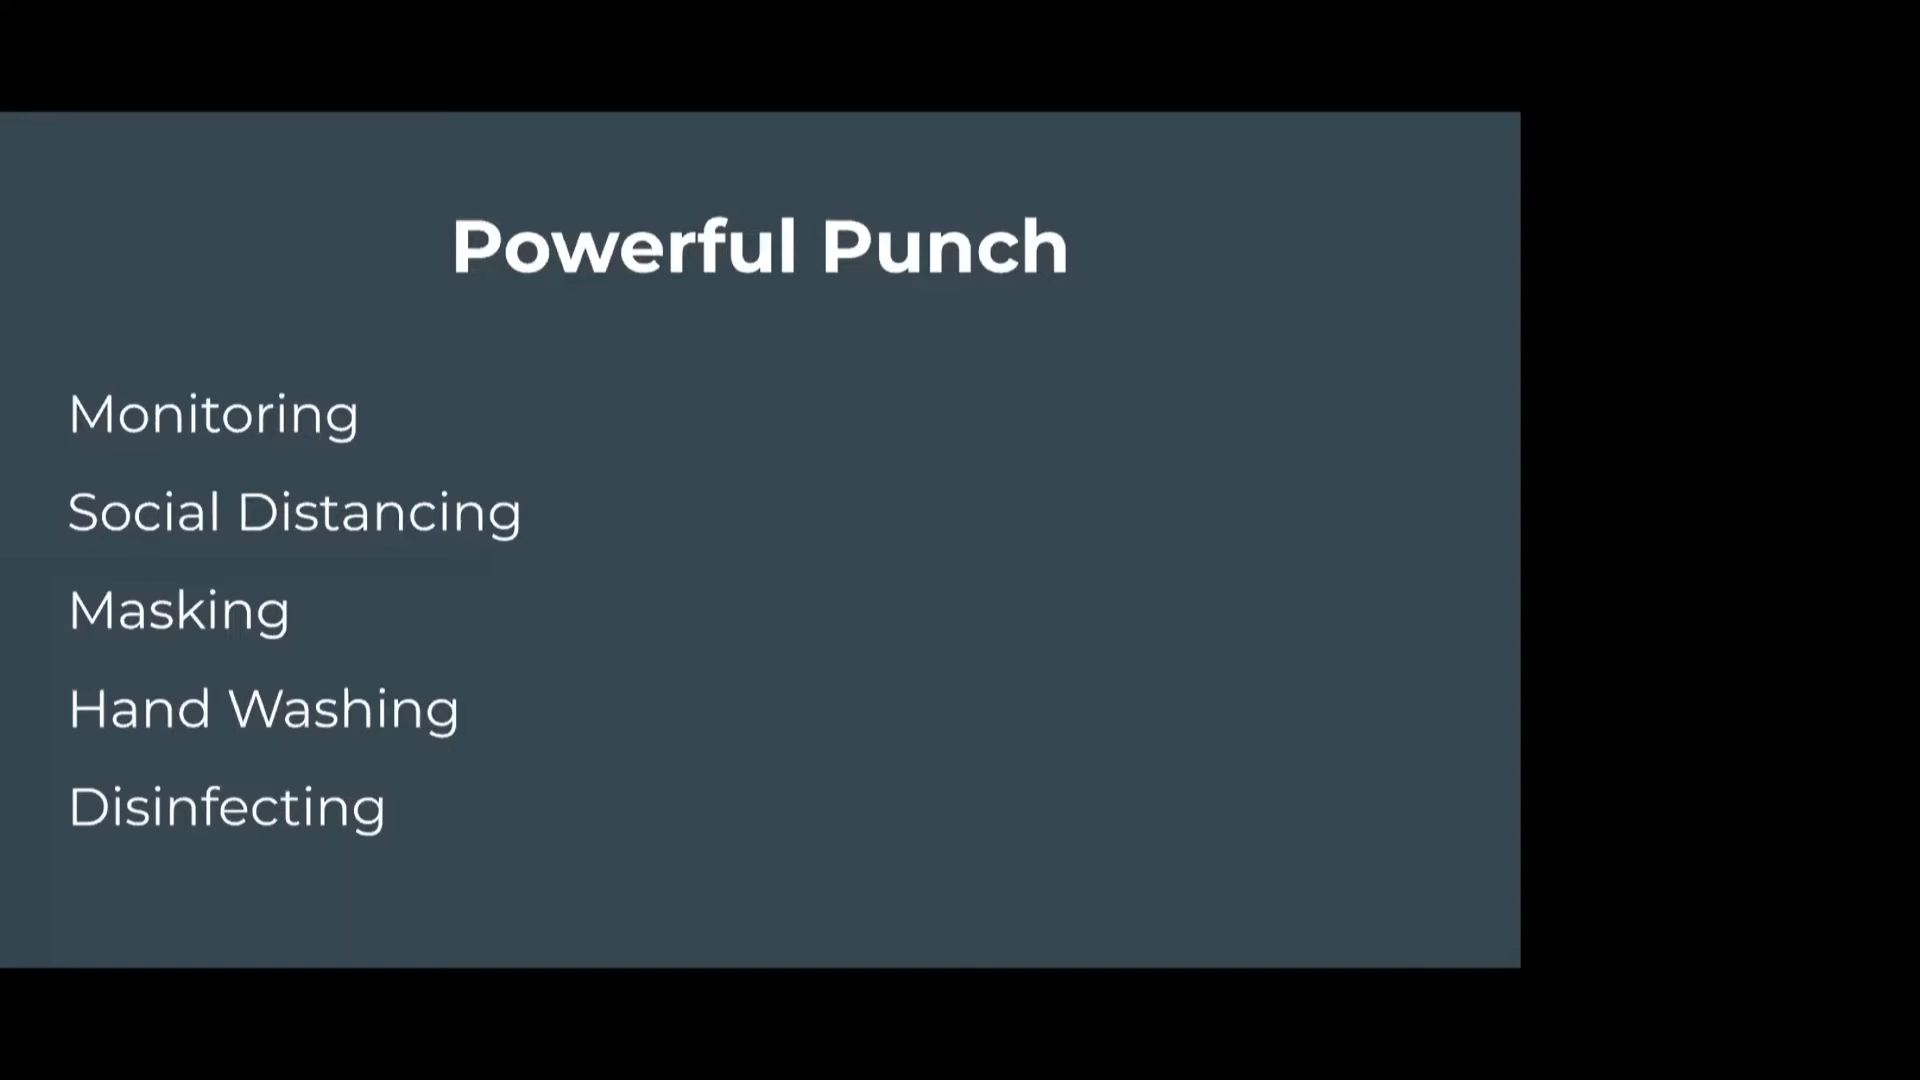 Powerful Punch
Monitoring
Social Distancing
Masking
Hand Washing
Disinfecting